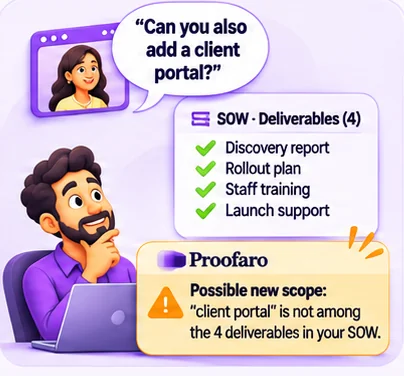 “Can you also
add a client
portal?”
SOW - Deliverables (4)
Discovery report
Rollout plan
Staff training
Launch support
Proofaro
Possible new scope:
“client portal” is not among
the 4 deliverables in your SOW.